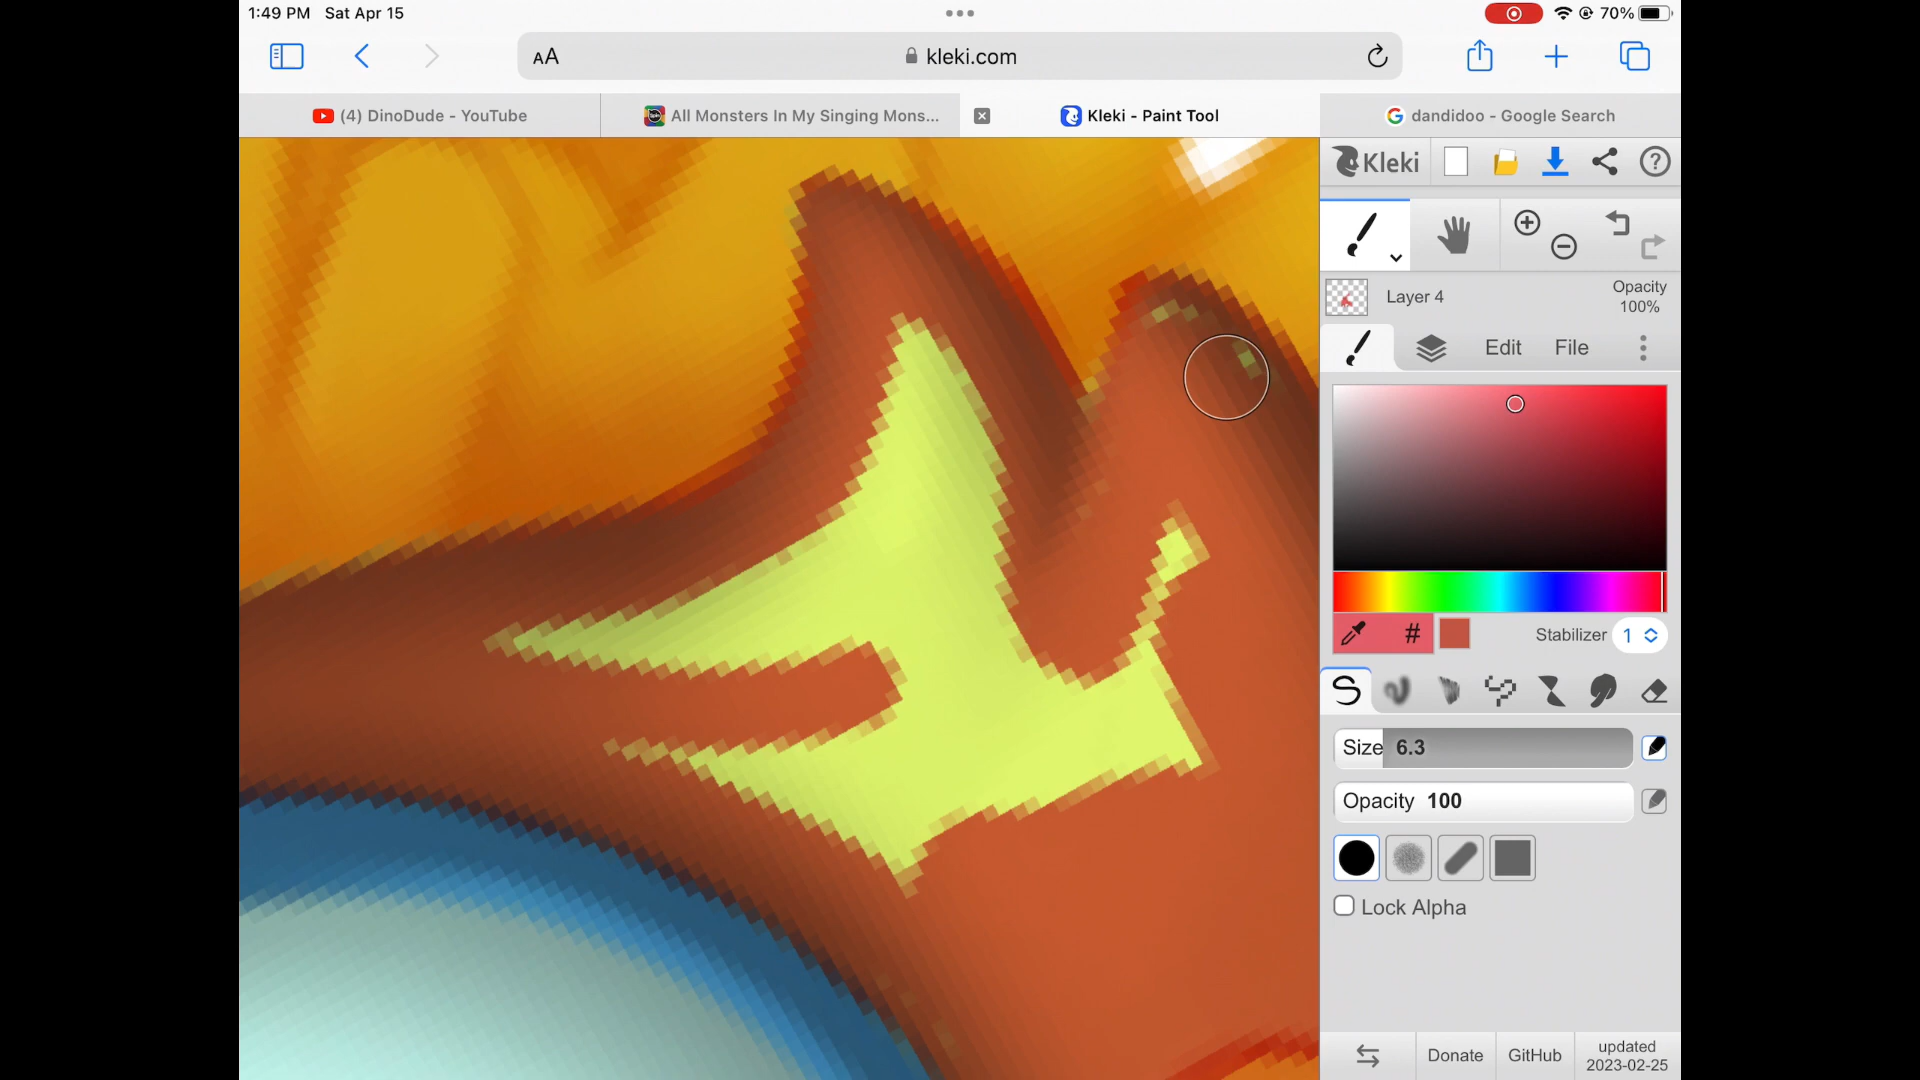 1:49 PM Sat Apr 15
70%
AA
kleki.com
(4) DinoDude - YouTube
All Monsters In My Singing Mons...
Kleki - Paint Tool
dandidoo - Google Search
Kleki
?
Layer 4
Opacity
100%
Edit
File
#
Stabilizer 1
Size 6.3
Opacity 100
Lock Alpha
Donate
GitHub
updated
2023-02-25